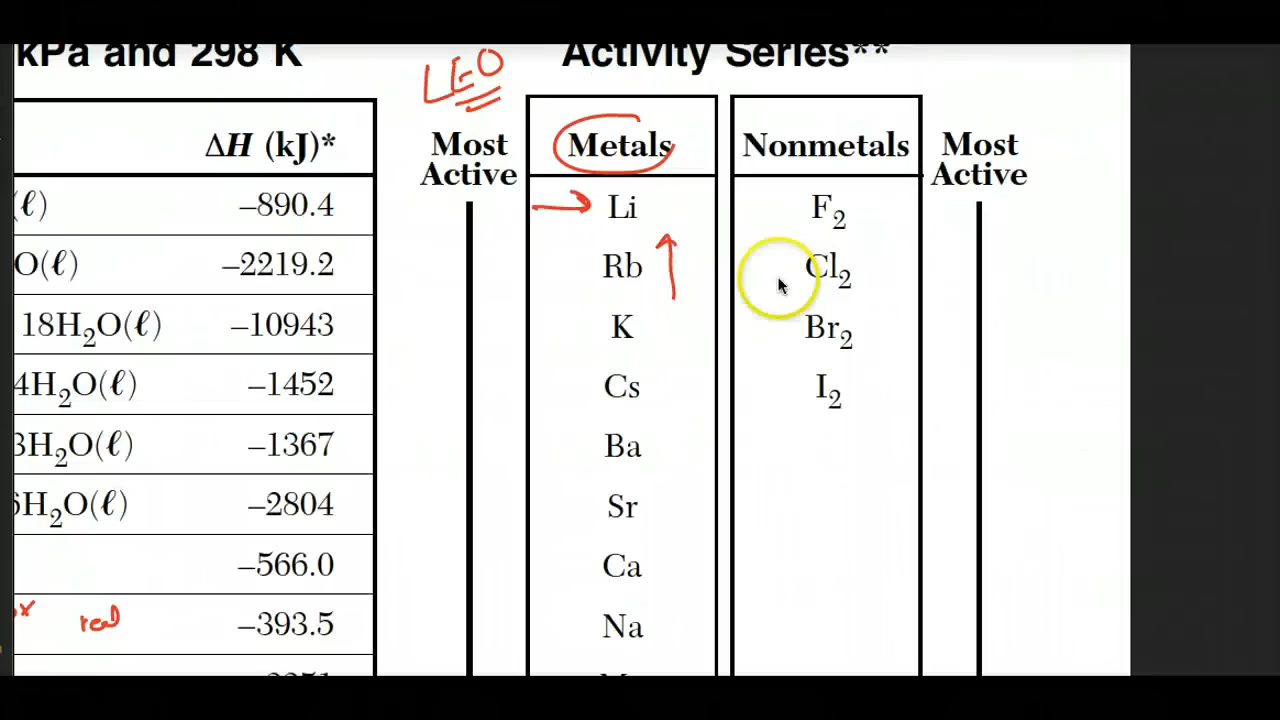 kPa and 298 K
LEO
Activity Series**
ΔH (kJ)*
Most
Active
Metals
Nonmetals
Most
Active
(ℓ) –890.4
Li F₂
O(ℓ) –2219.2
Rb Cl₂
18H₂O(ℓ) –10943
K Br₂
4H₂O(ℓ) –1452
Cs I₂
3H₂O(ℓ) –1367
Ba
6H₂O(ℓ) –2804
Sr
–566.0
Ca
red –393.5
Na